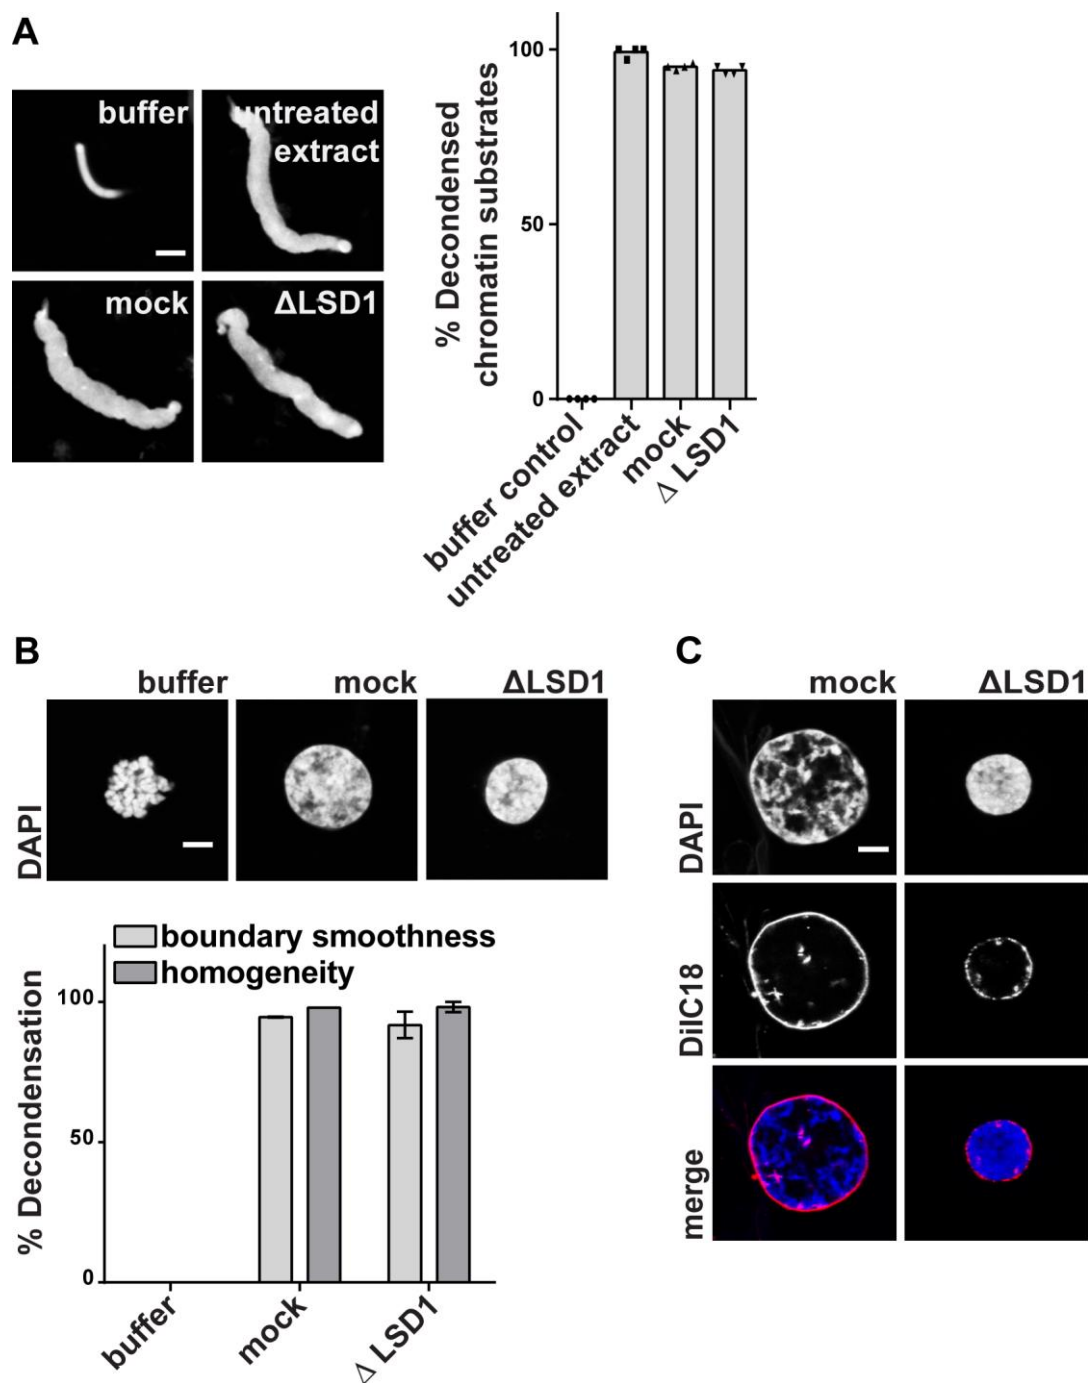 A
buffer
untreated
extract
mock
ΔLSD1
% Decondensed
chromatin substrates
100
50
0
buffer control
untreated extract
mock
Δ LSD1
B
buffer
mock
ΔLSD1
DAPI
boundary smoothness
homogeneity
% Decondensation
100
50
0
buffer
mock
Δ LSD1
C
mock
ΔLSD1
DAPI
DiIC18
merge